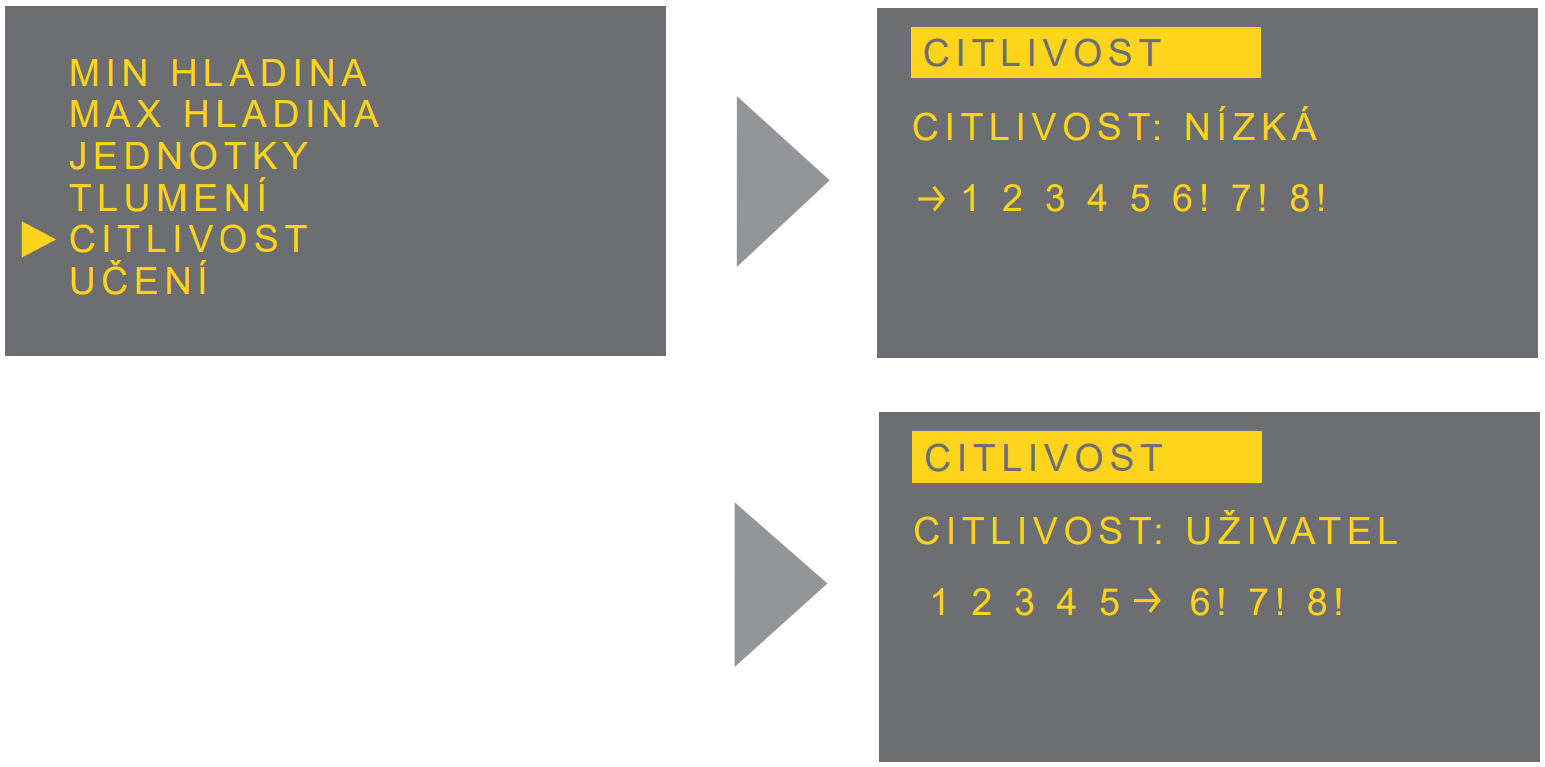 MIN HLADINA
MAX HLADINA
JEDNOTKY
TLUMENÍ
CITLIVOST
UČENÍ
CITLIVOST
CITLIVOST: NÍZKÁ
→ 1 2 3 4 5 6! 7! 8!
CITLIVOST
CITLIVOST: UŽIVATEL
1 2 3 4 5 → 6! 7! 8!